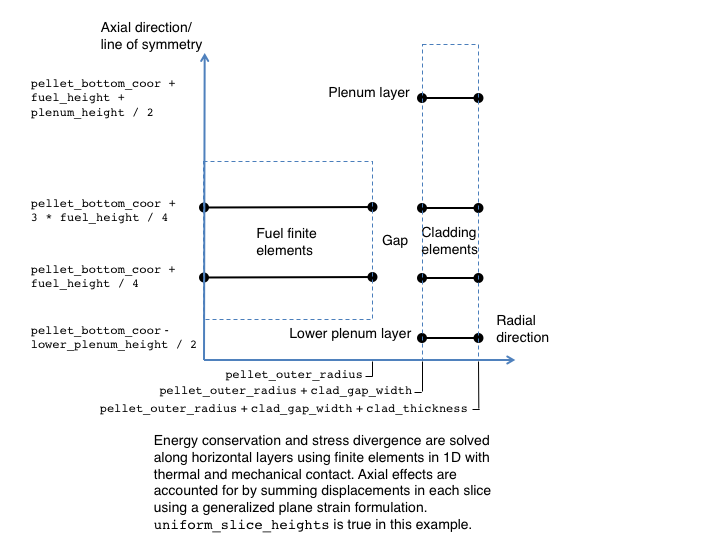 Axial direction/
line of symmetry
pellet_bottom_coor +
fuel_height +
plenum_height / 2
Plenum layer
pellet_bottom_coor +
3 * fuel_height / 4
Fuel finite
elements
Gap
Cladding
elements
pellet_bottom_coor +
fuel_height / 4
pellet_bottom_coor -
lower_plenum_height / 2
Lower plenum layer
Radial
direction
pellet_outer_radius
pellet_outer_radius + clad_gap_width
pellet_outer_radius + clad_gap_width + clad_thickness
Energy conservation and stress divergence are solved
along horizontal layers using finite elements in 1D with
thermal and mechanical contact. Axial effects are
accounted for by summing displacements in each slice
using a generalized plane strain formulation.
uniform_slice_heights is true in this example.